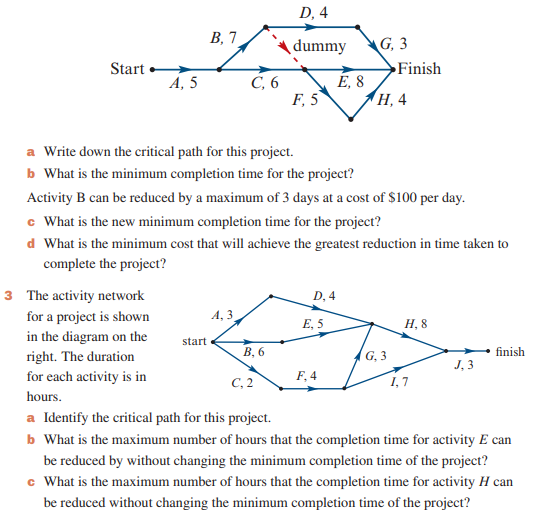 D, 4
B, 7
dummy
G, 3
Start
Finish
A, 5
C, 6
E, 8
F, 5
H, 4
a Write down the critical path for this project.
b What is the minimum completion time for the project?
Activity B can be reduced by a maximum of 3 days at a cost of $100 per day.
c What is the new minimum completion time for the project?
d What is the minimum cost that will achieve the greatest reduction in time taken to
complete the project?
3 The activity network
for a project is shown
in the diagram on the
right. The duration
for each activity is in
hours.
D, 4
A, 3
E, 5
H, 8
start
B, 6
G, 3
finish
J, 3
C, 2
F, 4
I, 7
a Identify the critical path for this project.
b What is the maximum number of hours that the completion time for activity E can
be reduced by without changing the minimum completion time of the project?
c What is the maximum number of hours that the completion time for activity H can
be reduced without changing the minimum completion time of the project?